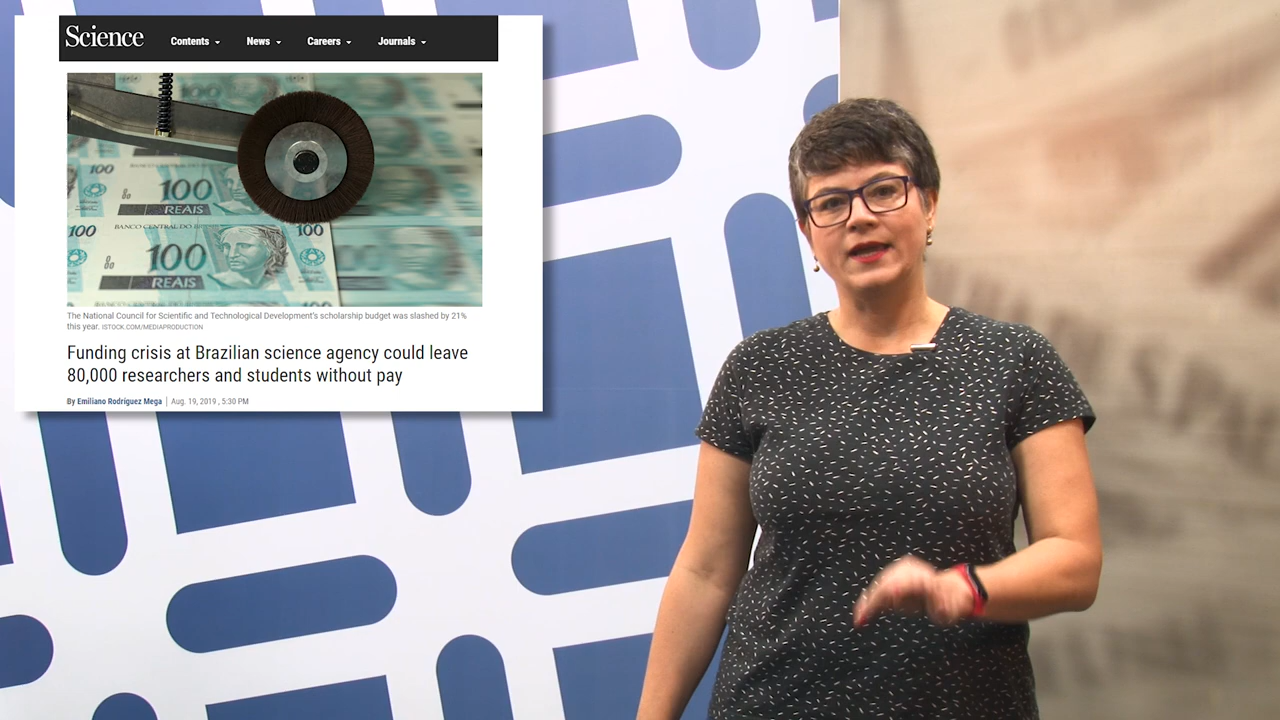 Science
Contents News Careers Journals
BANCO CENTRAL DO
100
REAIS
100
BANCO CENTRAL DO
100
100
REAIS
The National Council for Scientific and Technological Development's scholarship budget was slashed by 21%
this year. ISTOCK.COM/MEDIAPRODUCTION
Funding crisis at Brazilian science agency could leave
80,000 researchers and students without pay
By Emiliano Rodríguez Mega | Aug. 19, 2019 , 5:30 PM